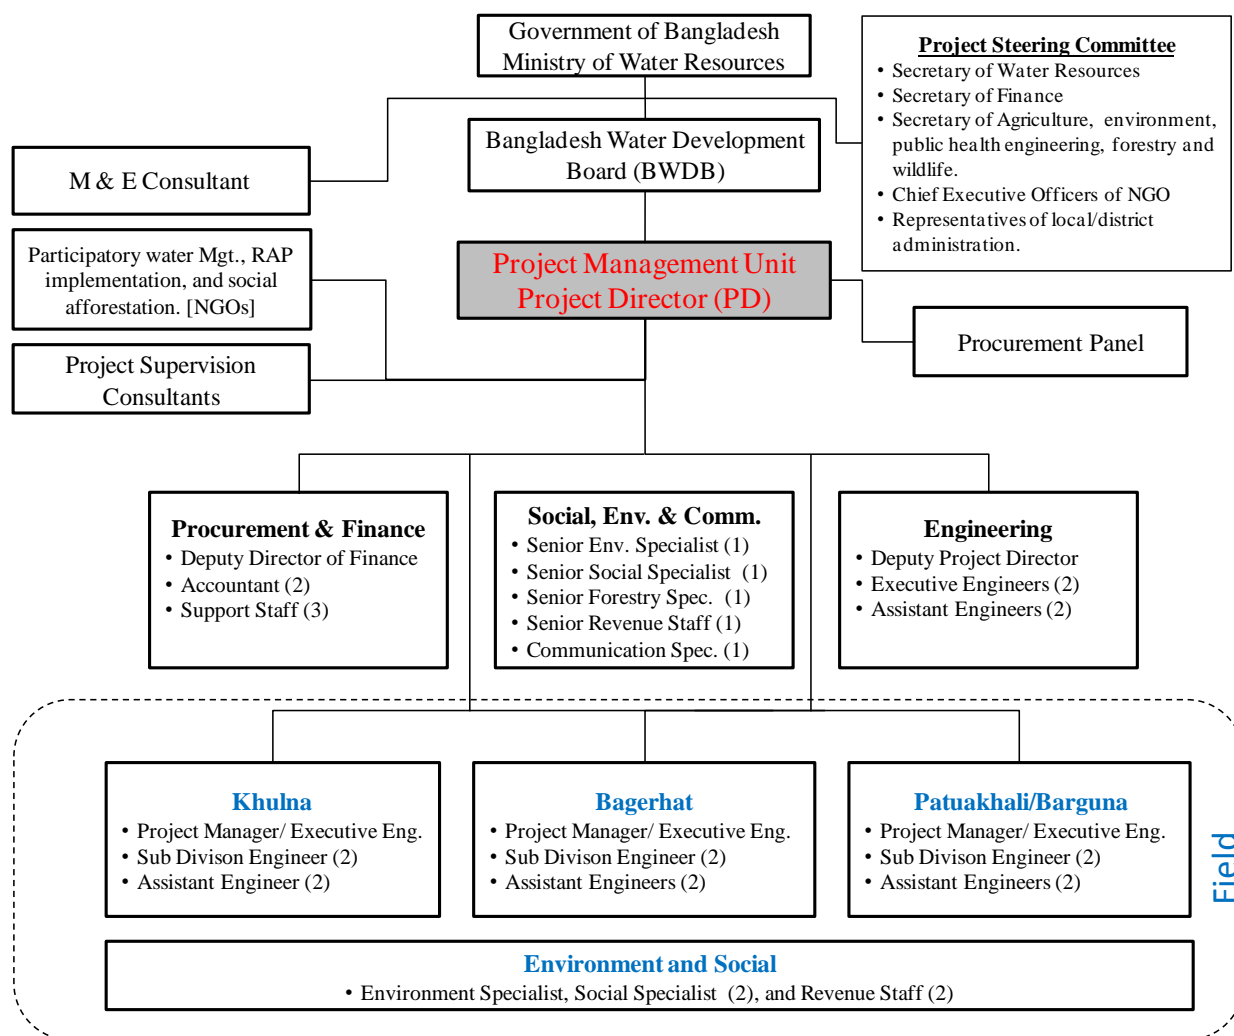 Government of Bangladesh
Ministry of Water Resources
Project Steering Committee
• Secretary of Water Resources
• Secretary of Finance
• Secretary of Agriculture, environment,
public health engineering, forestry and
wildlife.
• Chief Executive Officers of NGO
• Representatives of local/district
administration.
Bangladesh Water Development
Board (BWDB)
M & E Consultant
Participatory water Mgt., RAP
implementation, and social
afforestation. [NGOs]
Project Management Unit
Project Director (PD)
Procurement Panel
Project Supervision
Consultants
Procurement & Finance
• Deputy Director of Finance
• Accountant (2)
• Support Staff (3)
Social, Env. & Comm.
• Senior Env. Specialist (1)
• Senior Social Specialist (1)
• Senior Forestry Spec. (1)
• Senior Revenue Staff (1)
• Communication Spec. (1)
Engineering
• Deputy Project Director
• Executive Engineers (2)
• Assistant Engineers (2)
Khulna
• Project Manager/ Executive Eng.
• Sub Divison Engineer (2)
• Assistant Engineer (2)
Bagerhat
• Project Manager/ Executive Eng.
• Sub Divison Engineer (2)
• Assistant Engineers (2)
Patuakhali/Barguna
• Project Manager/ Executive Eng.
• Sub Divison Engineer (2)
• Assistant Engineers (2)
Field
Environment and Social
• Environment Specialist, Social Specialist (2), and Revenue Staff (2)